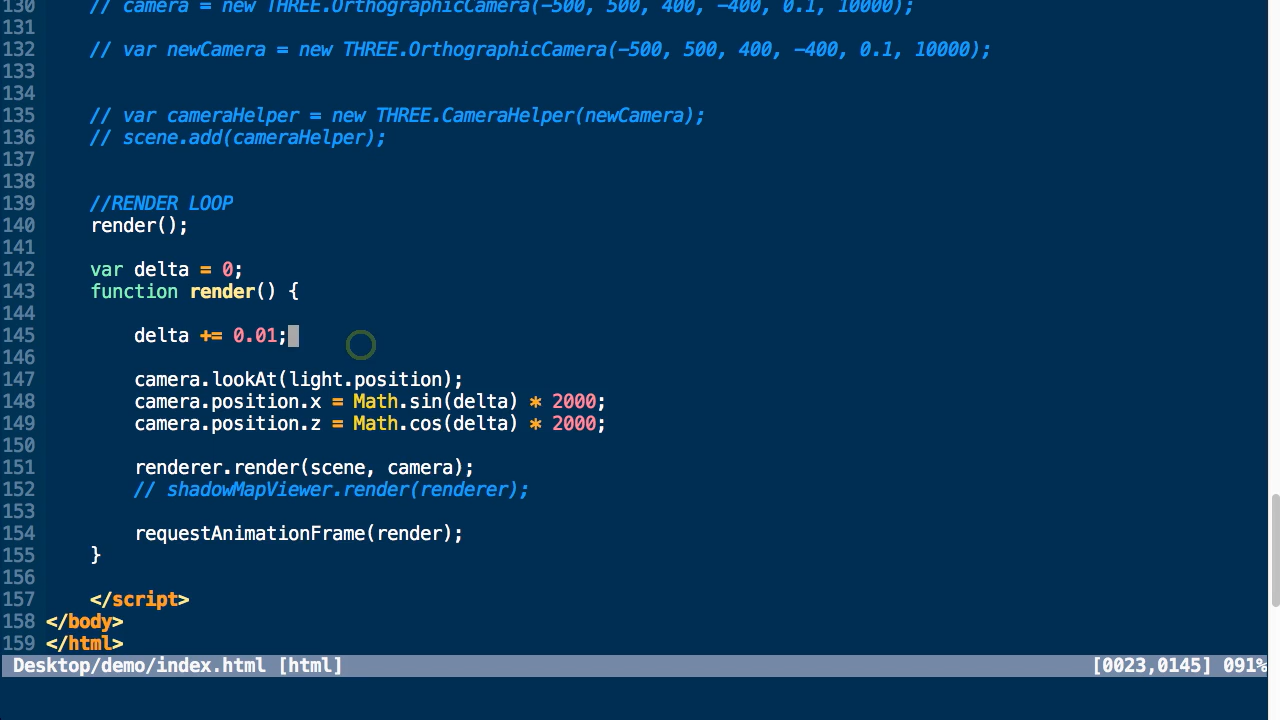 130 // camera = new THREE.OrthographicCamera(-500, 500, 400, -400, 0.1, 10000);
131
132 // var newCamera = new THREE.OrthographicCamera(-500, 500, 400, -400, 0.1, 10000);
133
134
135 // var cameraHelper = new THREE.CameraHelper(newCamera);
136 // scene.add(cameraHelper);
137
138
139 //RENDER LOOP
140 render();
141
142 var delta = 0;
143 function render() {
144
145 delta += 0.01;
146
147 camera.lookAt(light.position);
148 camera.position.x = Math.sin(delta) * 2000;
149 camera.position.z = Math.cos(delta) * 2000;
150
151 renderer.render(scene, camera);
152 // shadowMapViewer.render(renderer);
153
154 requestAnimationFrame(render);
155 }
156
157 </script>
158 </body>
159 </html>
Desktop/demo/index.html [html] [0023,0145] 091%